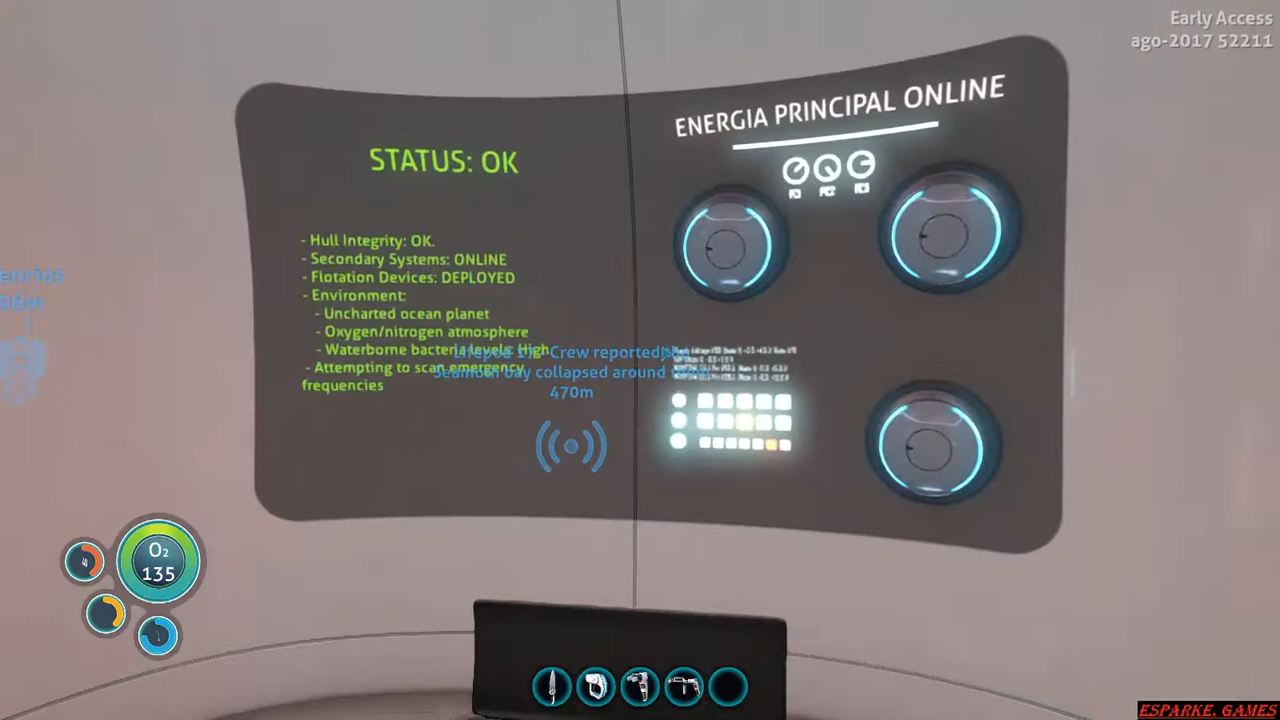 Early Access
ago-2017 52211
ENERGIA PRINCIPAL ONLINE
STATUS: OK
- Hull Integrity: OK.
- Secondary Systems: ONLINE
- Flotation Devices: DEPLOYED
- Environment:
- Uncharted ocean planet
- Oxygen/nitrogen atmosphere
- Waterborne bacteria levels: High
- Attempting to scan emergency
frequencies
Lifepod Crew reported
Seamoth bay collapsed around
470m
O₂
135
ESPARKE. GAMES